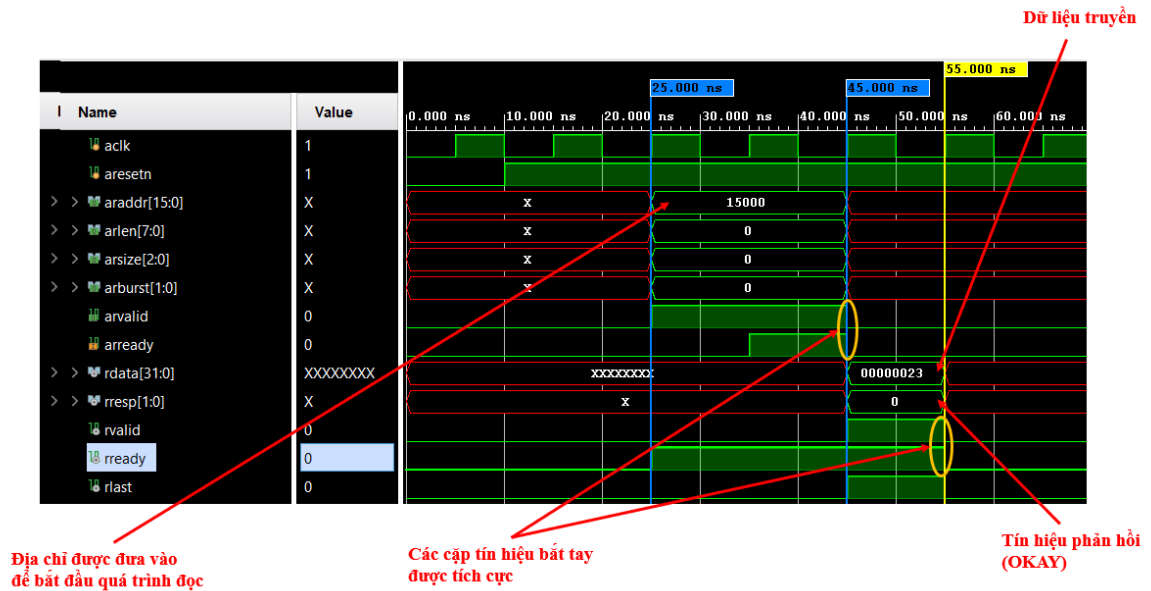 Dữ liệu truyền
55.000 ns
25.000 ns
45.000 ns
Name
Value
0.000 ns
10.000 ns
20.000 ns
30.000 ns
40.000 ns
50.000 ns
60.000 ns
aclk
1
aresetn
1
araddr[15:0]
X
X
15000
arlen[7:0]
X
X
0
arsize[2:0]
X
X
0
arburst[1:0]
X
X
0
arvalid
0
arready
0
rdata[31:0]
XXXXXXXX
XXXXXXXX
00000023
rresp[1:0]
X
X
0
rvalid
0
rready
0
rlast
0
Địa chỉ được đưa vào
để bắt đầu quá trình đọc
Các cặp tín hiệu bắt tay
được tích cực
Tín hiệu phản hồi
(OKAY)